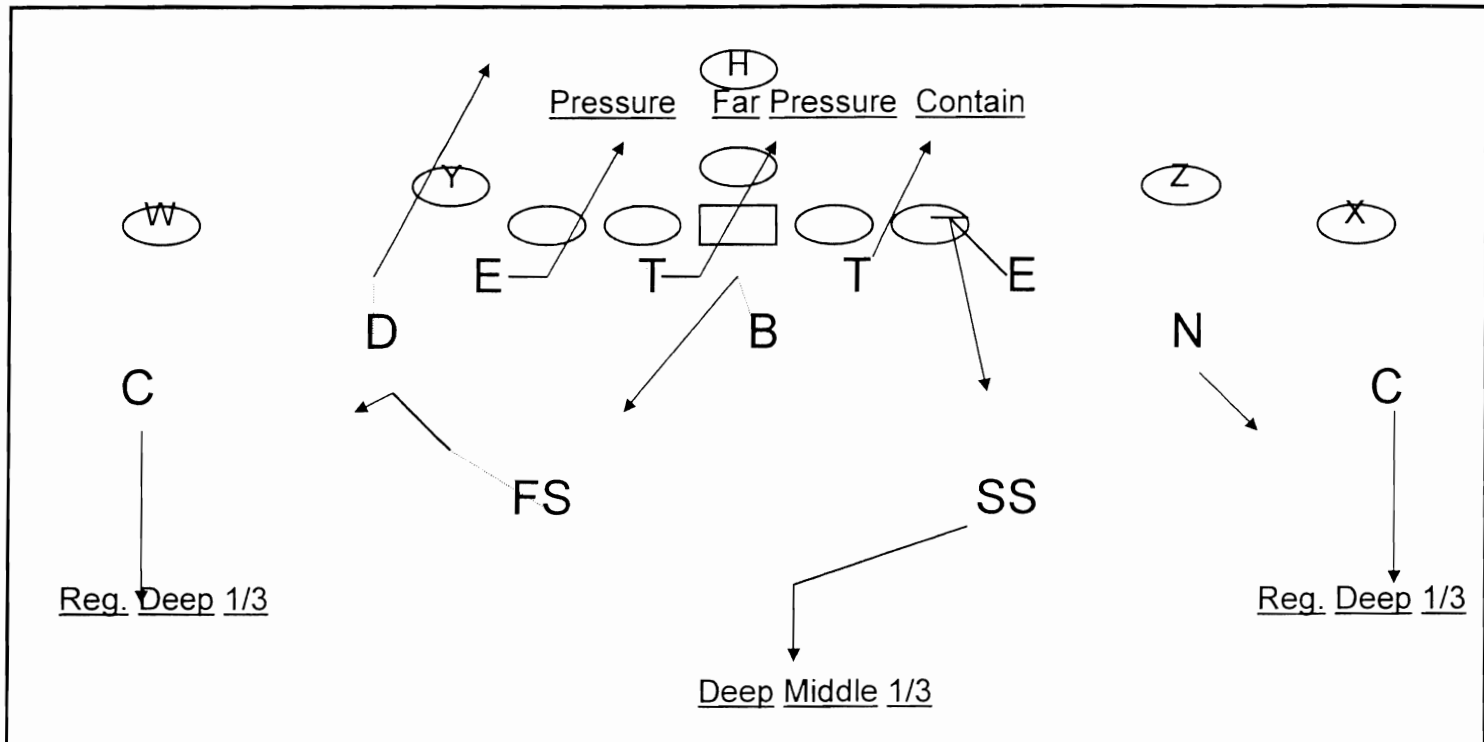 H
Pressure Far Pressure Contain
Y Z
W X
E T T E
D B N
C C
FS SS
Reg. Deep 1/3 Reg. Deep 1/3
Deep Middle 1/3